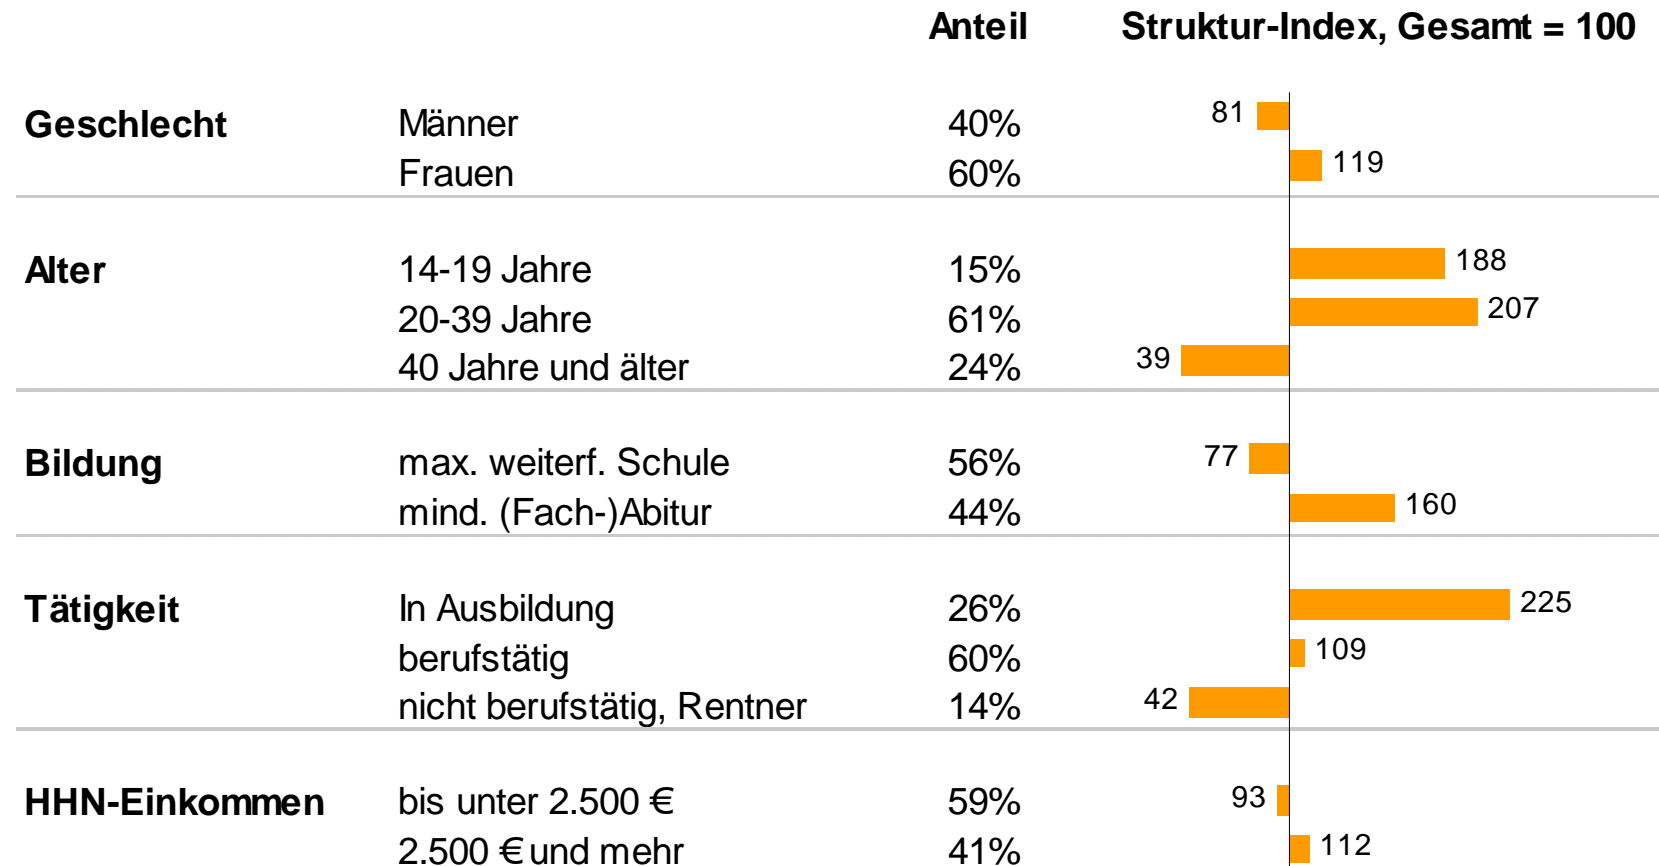 Anteil Struktur-Index, Gesamt = 100
Geschlecht Männer 40% 81
Frauen 60% 119
Alter 14-19 Jahre 15% 188
20-39 Jahre 61% 207
40 Jahre und älter 24% 39
Bildung max. weiterf. Schule 56% 77
mind. (Fach-)Abitur 44% 160
Tätigkeit In Ausbildung 26% 225
berufstätig 60% 109
nicht berufstätig, Rentner 14% 42
HHN-Einkommen bis unter 2.500 € 59% 93
2.500 € und mehr 41% 112